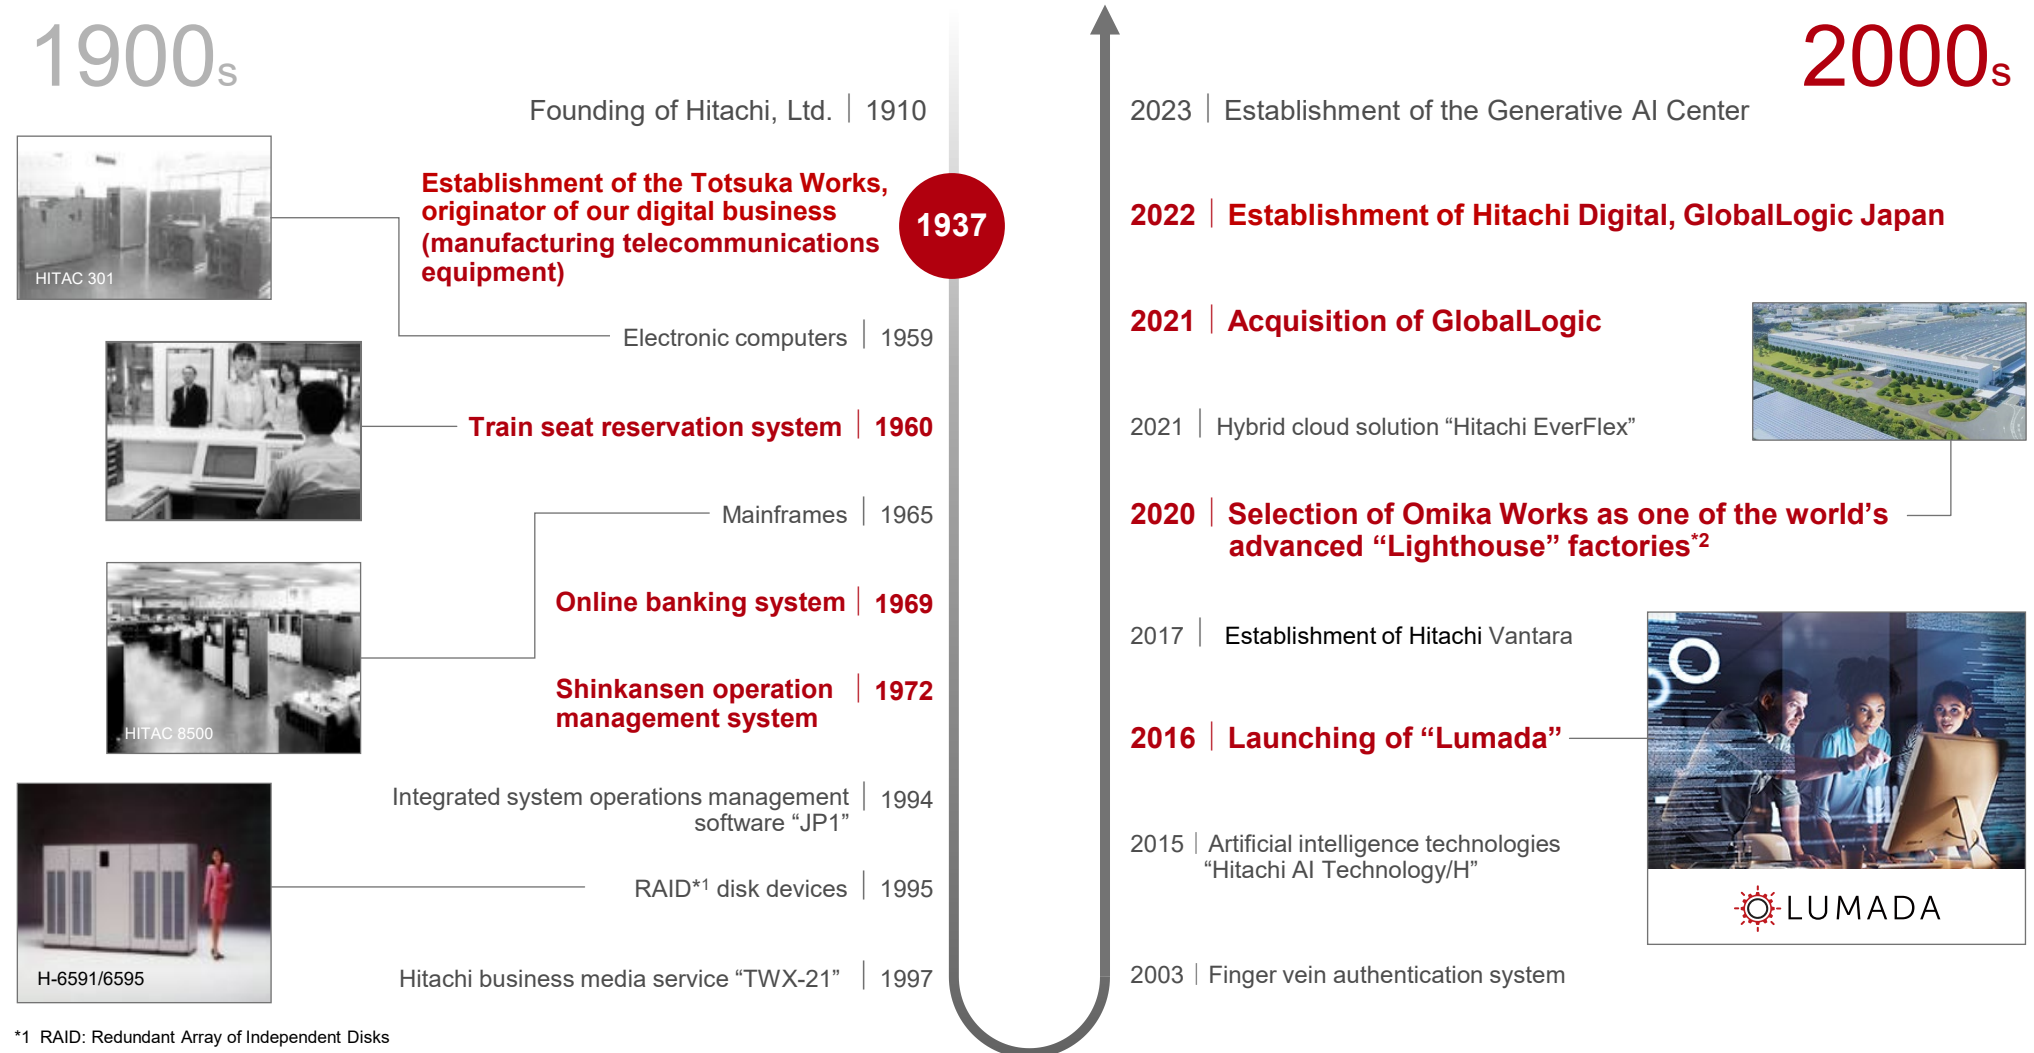 1900s
Founding of Hitachi, Ltd. | 1910
Establishment of the Totsuka Works,
originator of our digital business
(manufacturing telecommunications
equipment)
1937
HITAC 301
Electronic computers | 1959
Train seat reservation system | 1960
Mainframes | 1965
Online banking system | 1969
Shinkansen operation | 1972
management system
HITAC 8500
Integrated system operations management | 1994
software “JP1”
RAID*1 disk devices | 1995
H-6591/6595
Hitachi business media service “TWX-21” | 1997
*1 RAID: Redundant Array of Independent Disks
2000s
2023 | Establishment of the Generative AI Center
2022 | Establishment of Hitachi Digital, GlobalLogic Japan
2021 | Acquisition of GlobalLogic
2021 | Hybrid cloud solution “Hitachi EverFlex”
2020 | Selection of Omika Works as one of the world’s
advanced “Lighthouse” factories*2
2017 | Establishment of Hitachi Vantara
2016 | Launching of “Lumada”
2015 | Artificial intelligence technologies
“Hitachi AI Technology/H”
LUMADA
2003 | Finger vein authentication system